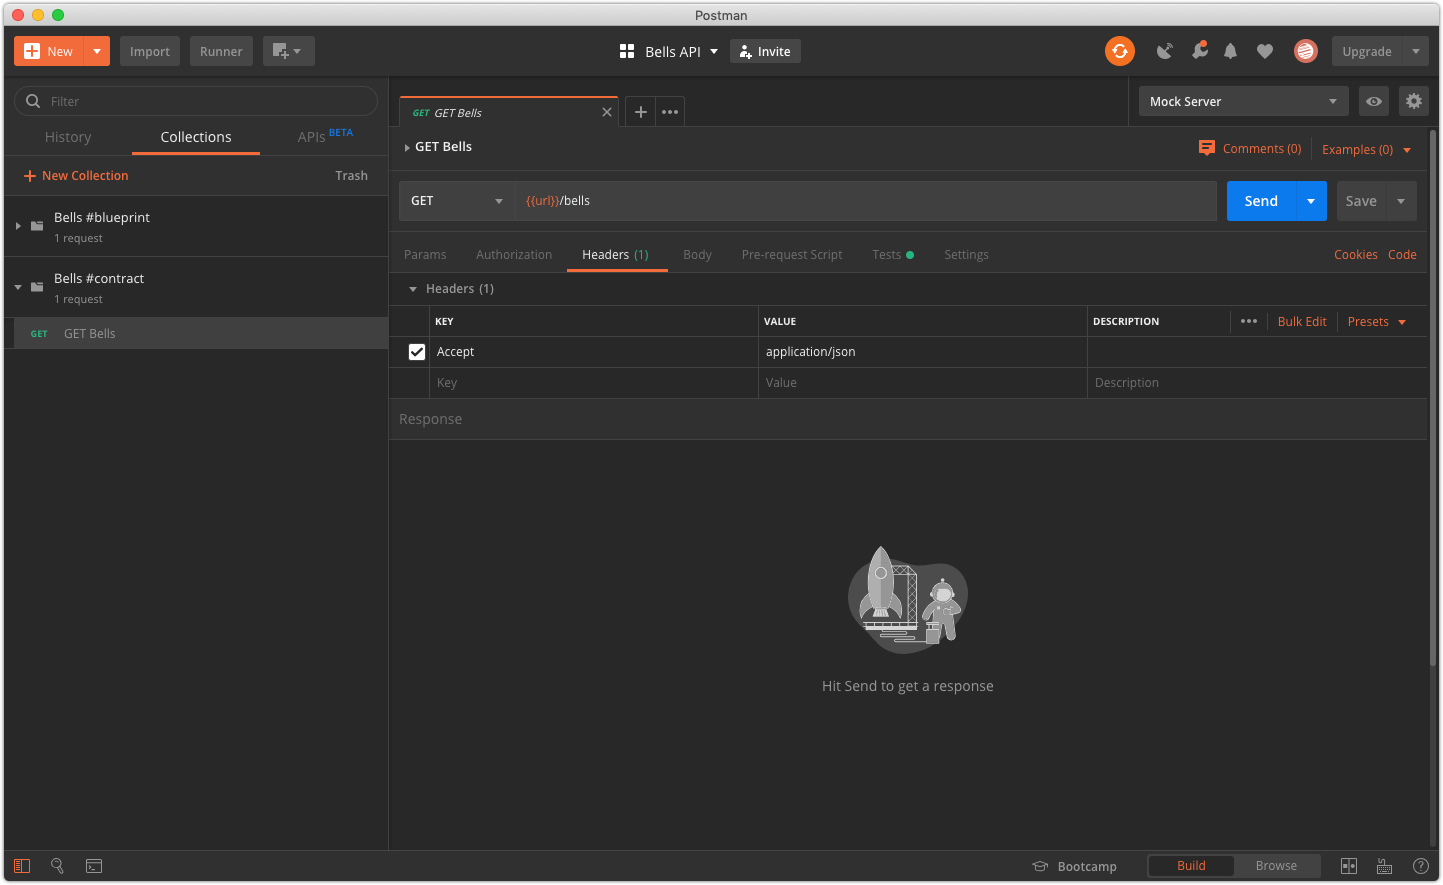 Postman
New
Import
Runner
Bells API
Invite
Upgrade
Filter
History
Collections
APIs BETA
New Collection
Trash
Bells #blueprint
1 request
Bells #contract
1 request
GET GET Bells
GET GET Bells
Mock Server
GET Bells
Comments (0)
Examples (0)
GET
{{url}}/bells
Send
Save
Params
Authorization
Headers (1)
Body
Pre-request Script
Tests
Settings
Cookies
Code
Headers (1)
KEY
VALUE
DESCRIPTION
Bulk Edit
Presets
Accept
application/json
Key
Value
Description
Response
Hit Send to get a response
Bootcamp
Build
Browse